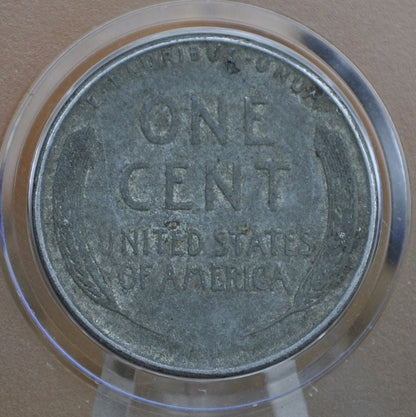 E·PLURIBUS·UNUM
ONE
CENT
UNITED STATES
OF AMERICA